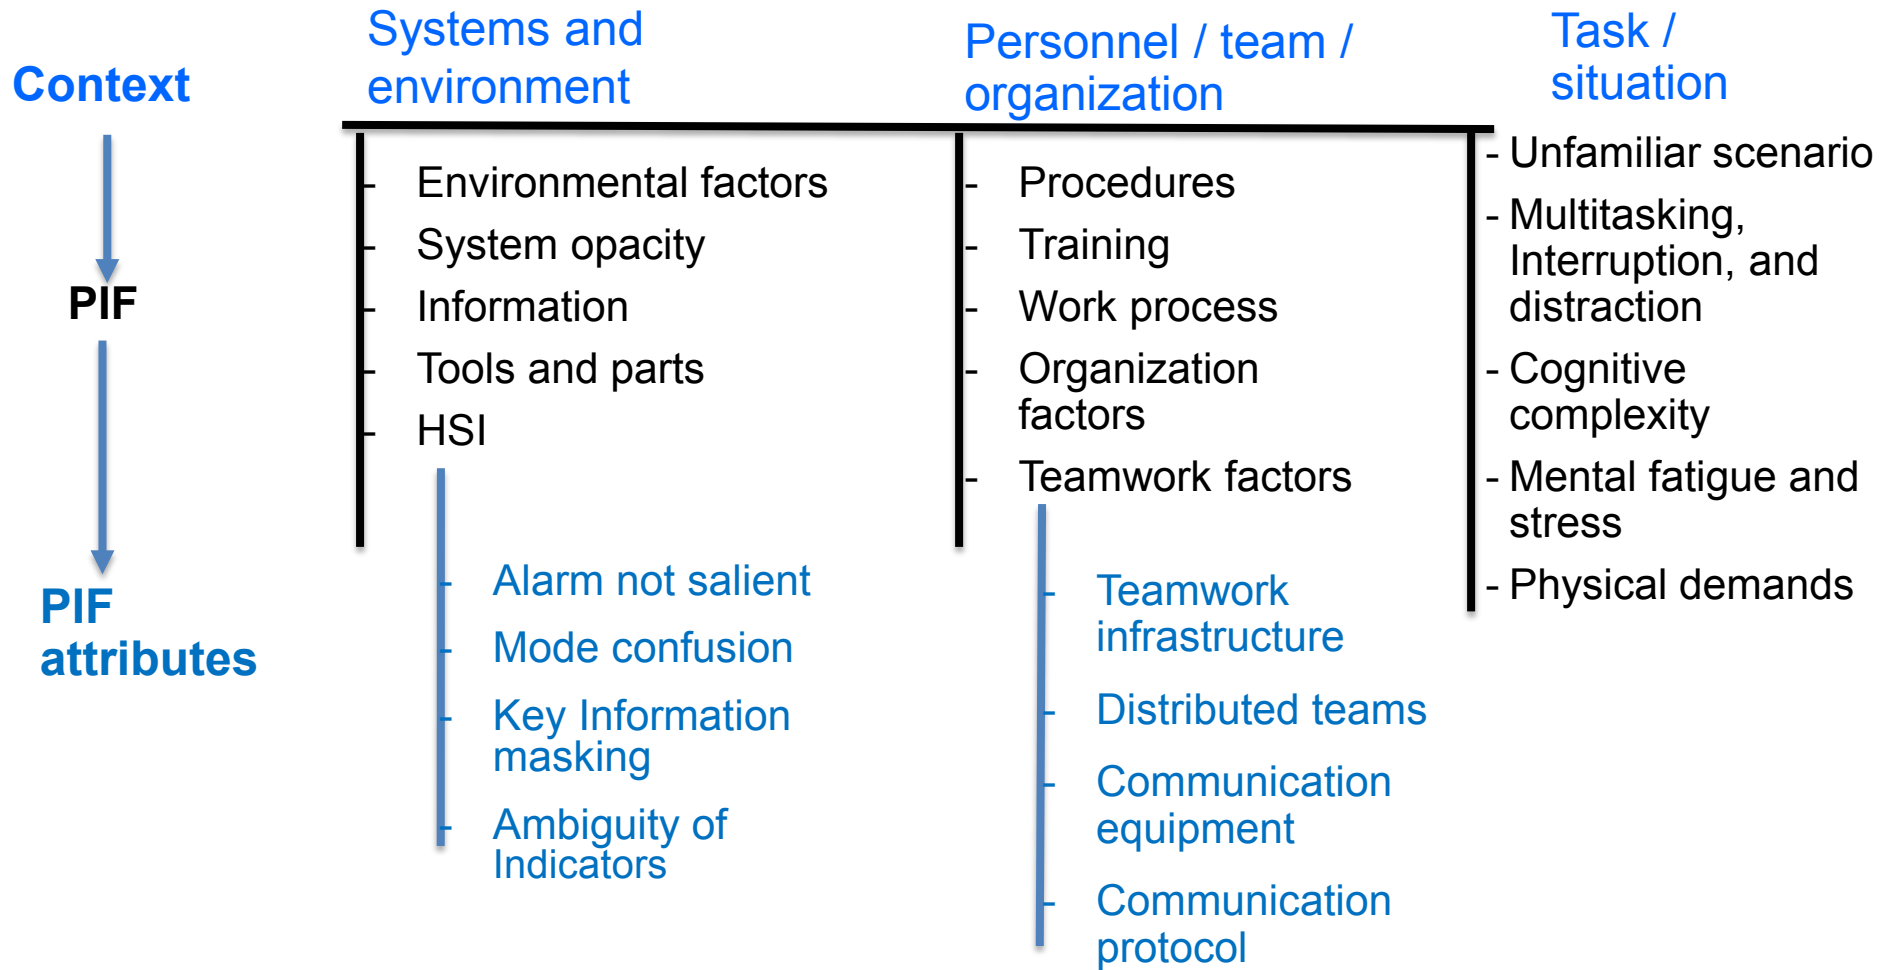 Context
PIF
PIF
attributes
Systems and
environment
- Environmental factors
- System opacity
- Information
- Tools and parts
- HSI
- Alarm not salient
- Mode confusion
- Key Information
masking
- Ambiguity of
Indicators
Personnel / team /
organization
- Procedures
- Training
- Work process
- Organization
factors
- Teamwork factors
- Teamwork
infrastructure
- Distributed teams
- Communication
equipment
- Communication
protocol
Task /
situation
- Unfamiliar scenario
- Multitasking,
Interruption, and
distraction
- Cognitive
complexity
- Mental fatigue and
stress
- Physical demands